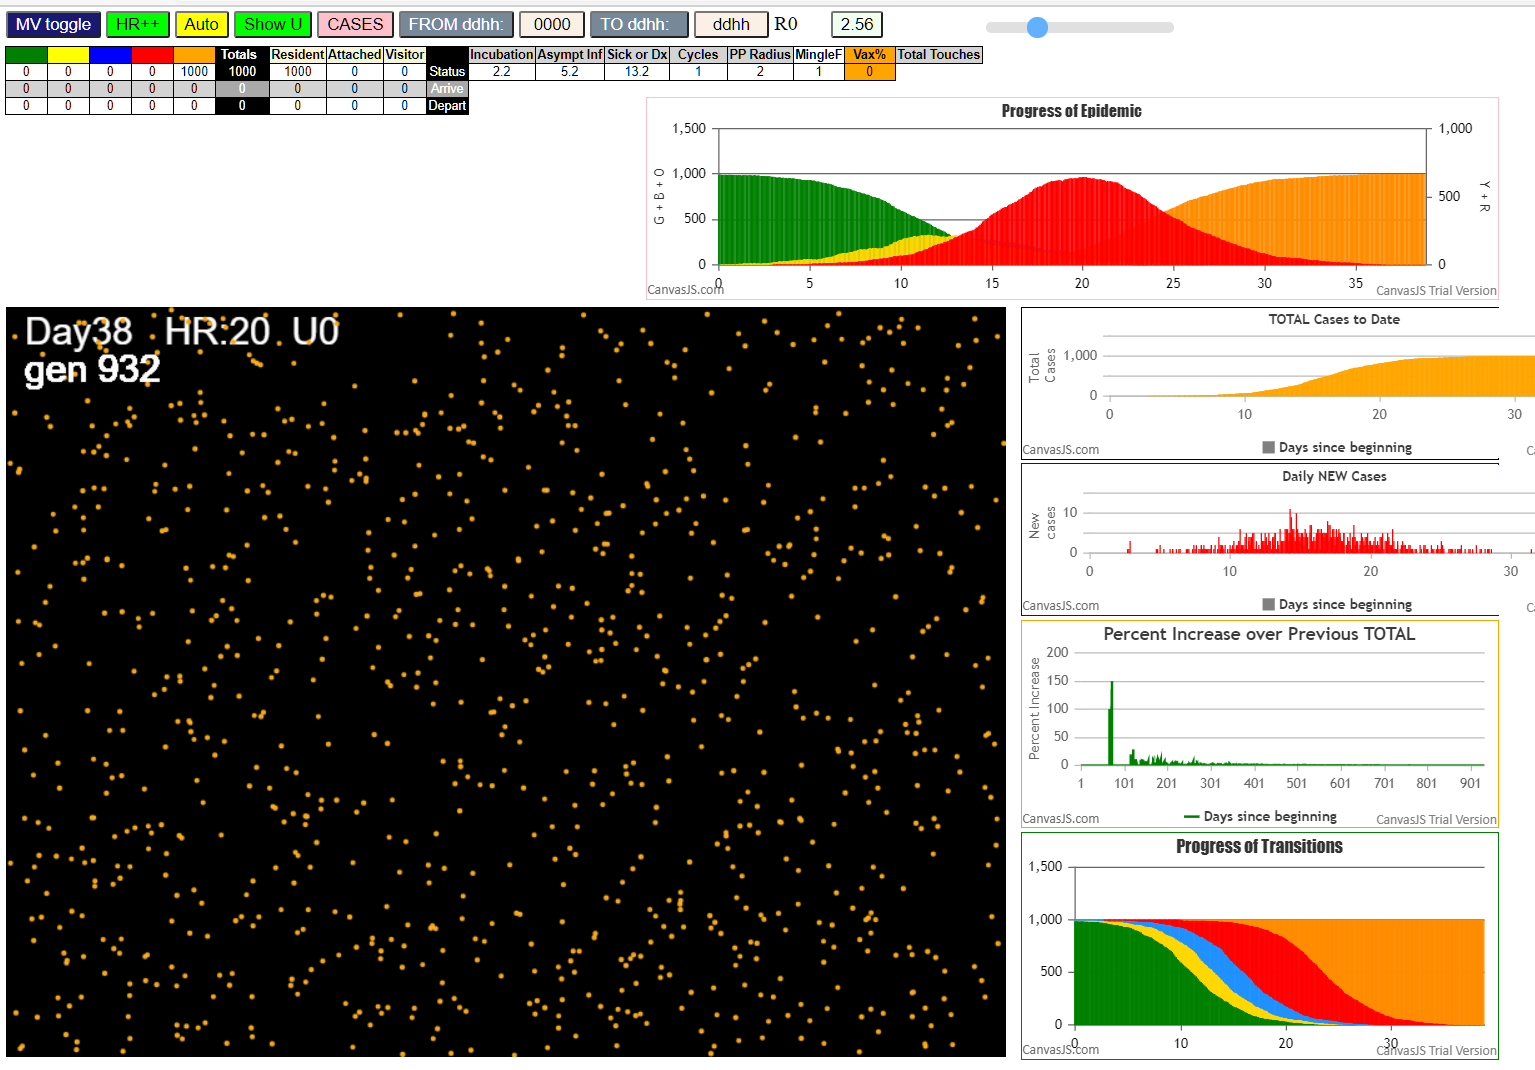 MV toggle HR++ Auto Show U CASES FROM ddhh: 0000 TO ddhh: ddhh R0 2.56
Totals Resident Attached Visitor Incubation Asympt Inf Sick or Dx Cycles PP Radius MingleF Vax% Total Touches
0 0 0 0 1000 1000 1000 0 0 Status 2.2 5.2 13.2 1 2 1 0
0 0 0 0 0 0 0 0 0 Arrive
0 0 0 0 0 0 0 0 0 Depart
Progress of Epidemic
1,500 1,000
1,000
500 500
0 0
G + B + O
Y + R
0 5 10 15 20 25 30 35
CanvasJS.com CanvasJS Trial Version
Day38 HR:20 U0
gen 932
TOTAL Cases to Date
Total
Cases
1,000
0
0 10 20 30
Days since beginning
CanvasJS.com
Daily NEW Cases
New
cases
10
0
0 10 20 30
Days since beginning
CanvasJS.com
Percent Increase over Previous TOTAL
Percent Increase
200
150
100
50
0
1 101 201 301 401 501 601 701 801 901
Days since beginning
CanvasJS.com CanvasJS Trial Version
Progress of Transitions
1,500
1,000
500
0
0 10 20 30
CanvasJS.com CanvasJS Trial Version